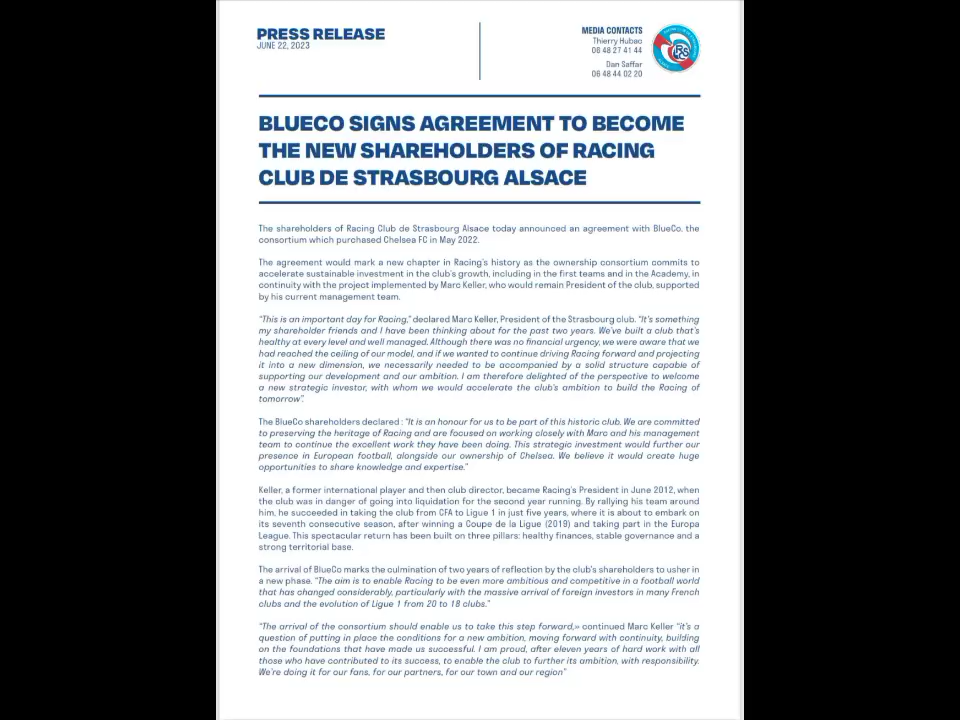 PRESS RELEASE
JUNE 22, 2023
MEDIA CONTACTS
Thierry Hubac
06 48 27 41 44
Dan Saffar
06 48 44 02 20
BLUECO SIGNS AGREEMENT TO BECOME
THE NEW SHAREHOLDERS OF RACING
CLUB DE STRASBOURG ALSACE
The shareholders of Racing Club de Strasbourg Alsace today announced an agreement with BlueCo, the
consortium which purchased Chelsea FC in May 2022.
The agreement would mark a new chapter in Racing's history as the ownership consortium commits to
accelerate sustainable investment in the club's growth, including in the first teams and in the Academy, in
continuity with the project implemented by Marc Keller, who would remain President of the club, supported
by his current management team.
"This is an important day for Racing," declared Marc Keller, President of the Strasbourg club. "It's something
my shareholder friends and I have been thinking about for the past two years. We've built a club that's
healthy at every level and well managed. Although there was no financial urgency, we were aware that we
had reached the ceiling of our model, and if we wanted to continue driving Racing forward and projecting
it into a new dimension, we necessarily needed to be accompanied by a solid structure capable of
supporting our development and our ambition. I am therefore delighted of the perspective to welcome
a new strategic investor, with whom we would accelerate the club's ambition to build the Racing of
tomorrow".
The BlueCo shareholders declared : "It is an honour for us to be part of this historic club. We are committed
to preserving the heritage of Racing and are focused on working closely with Marc and his management
team to continue the excellent work they have been doing. This strategic investment would further our
presence in European football, alongside our ownership of Chelsea. We believe it would create huge
opportunities to share knowledge and expertise."
Keller, a former international player and then club director, became Racing's President in June 2012, when
the club was in danger of going into liquidation for the second year running. By rallying his team around
him, he succeeded in taking the club from CFA to Ligue 1 in just five years, where it is about to embark on
its seventh consecutive season, after winning a Coupe de la Ligue (2019) and taking part in the Europa
League. This spectacular return has been built on three pillars: healthy finances, stable governance and a
strong territorial base.
The arrival of BlueCo marks the culmination of two years of reflection by the club's shareholders to usher in
a new phase. "The aim is to enable Racing to be even more ambitious and competitive in a football world
that has changed considerably, particularly with the massive arrival of foreign investors in many French
clubs and the evolution of Ligue 1 from 20 to 18 clubs."
"The arrival of the consortium should enable us to take this step forward,» continued Marc Keller "it's a
question of putting in place the conditions for a new ambition, moving forward with continuity, building
on the foundations that have made us successful. I am proud, after eleven years of hard work with all
those who have contributed to its success, to enable the club to further its ambition, with responsibility.
We're doing it for our fans, for our partners, for our town and our region"